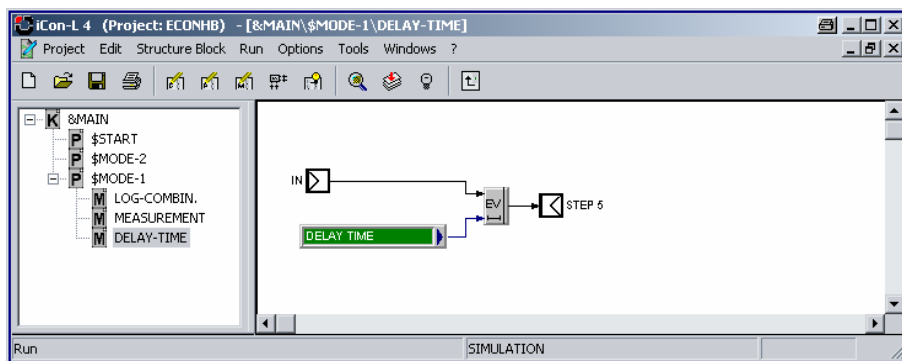 iCon-L 4 (Project: ECONHB) - [&MAIN\$MODE-1\DELAY-TIME]
Project Edit Structure Block Run Options Tools Windows ?
K &MAIN
P $START
P $MODE-2
P $MODE-1
M LOG-COMBIN.
M MEASUREMENT
M DELAY-TIME
IN
EV
STEP 5
DELAY TIME
Run SIMULATION